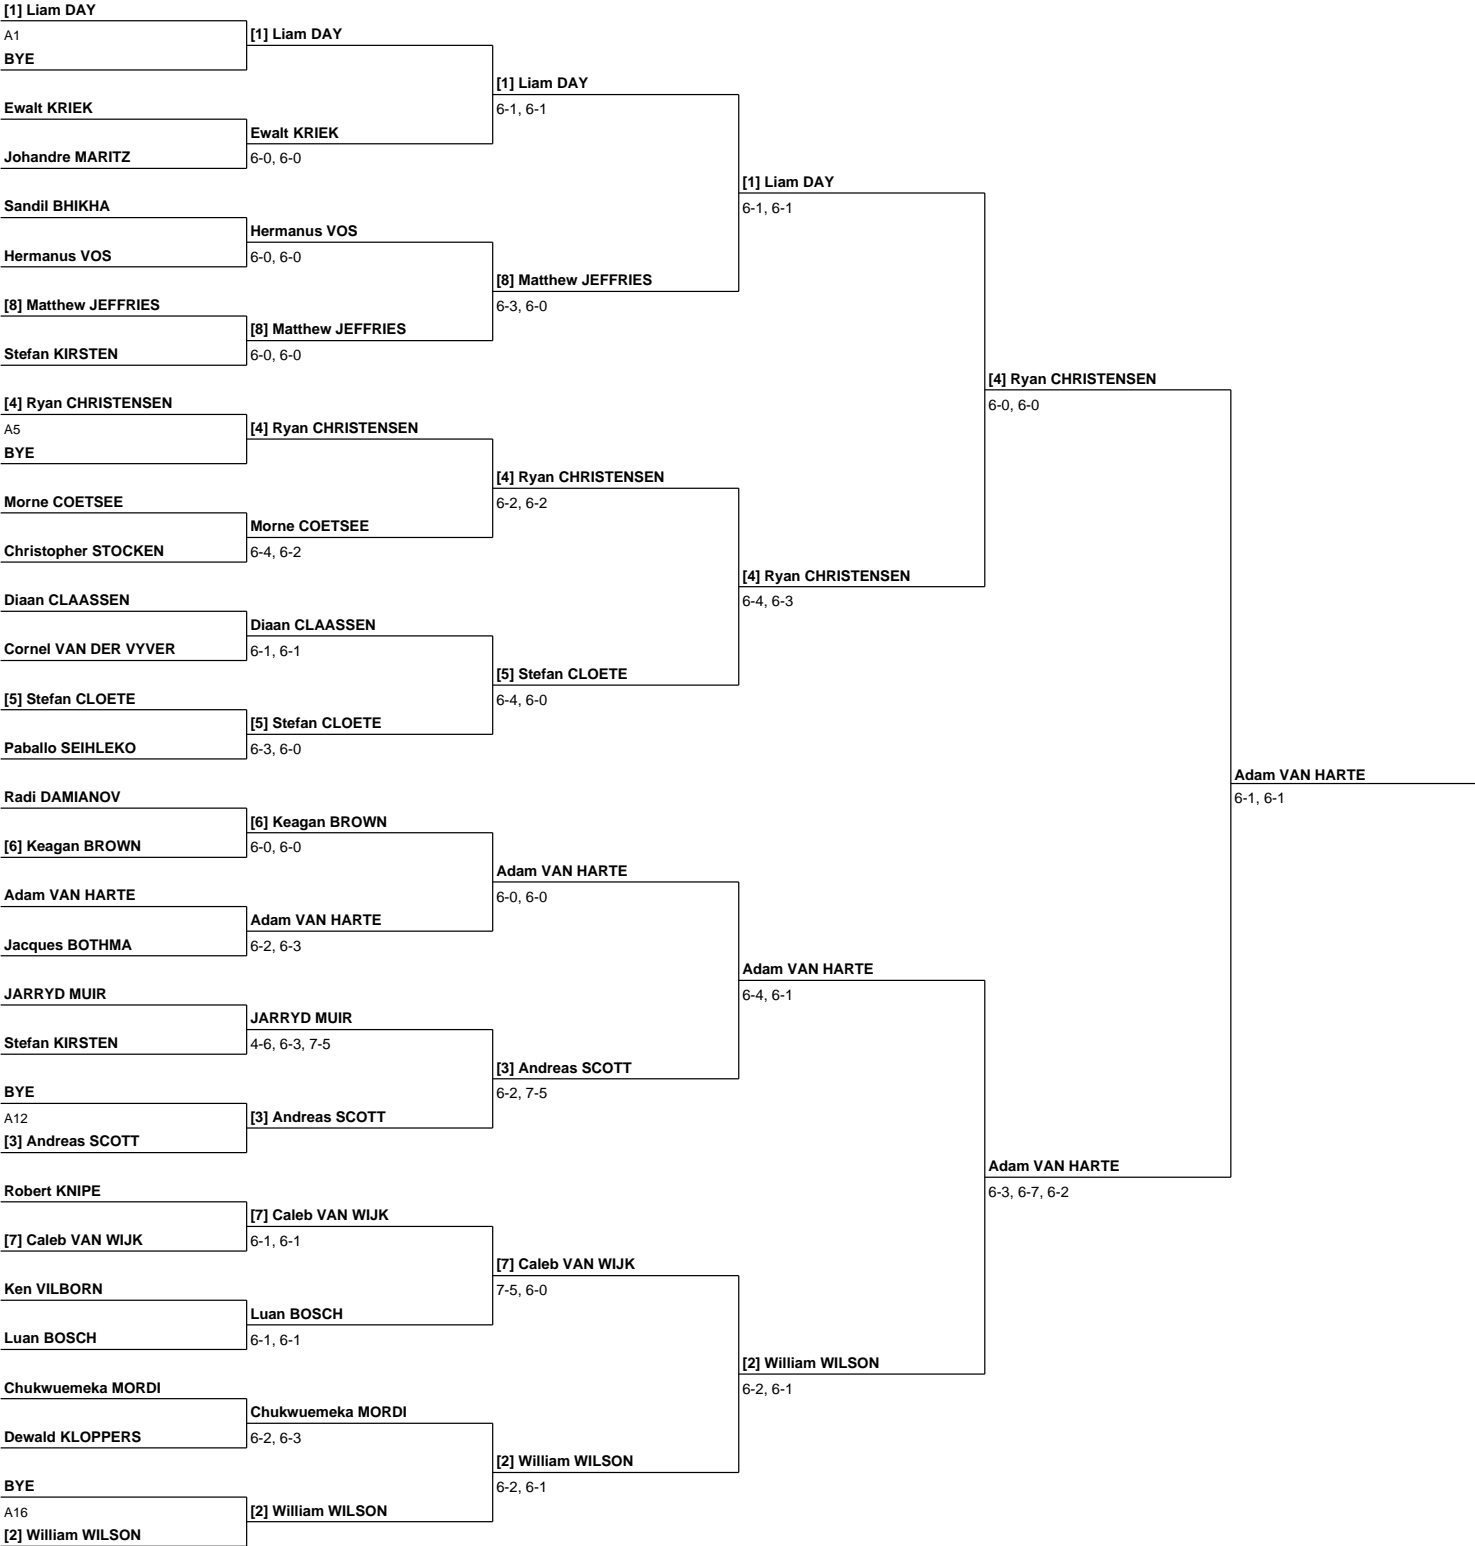 [1] Liam DAY
A1
BYE
Ewalt KRIEK
Johandre MARITZ
Sandil BHIKHA
Hermanus VOS
[8] Matthew JEFFRIES
Stefan KIRSTEN
[4] Ryan CHRISTENSEN
A5
BYE
Morne COETSEE
Christopher STOCKEN
Diaan CLAASSEN
Cornel VAN DER VYVER
[5] Stefan CLOETE
Paballo SEIHLEKO
Radi DAMIANOV
[6] Keagan BROWN
Adam VAN HARTE
Jacques BOTHMA
JARRYD MUIR
Stefan KIRSTEN
BYE
A12
[3] Andreas SCOTT
Robert KNIPE
[7] Caleb VAN WIJK
Ken VILBORN
Luan BOSCH
Chukwuemeka MORDI
Dewald KLOPPERS
BYE
A16
[2] William WILSON
[1] Liam DAY
Ewalt KRIEK
6-0, 6-0
Hermanus VOS
6-0, 6-0
[8] Matthew JEFFRIES
6-0, 6-0
[4] Ryan CHRISTENSEN
Morne COETSEE
6-4, 6-2
Diaan CLAASSEN
6-1, 6-1
[5] Stefan CLOETE
6-3, 6-0
[6] Keagan BROWN
6-0, 6-0
Adam VAN HARTE
6-2, 6-3
JARRYD MUIR
4-6, 6-3, 7-5
[3] Andreas SCOTT
[7] Caleb VAN WIJK
6-1, 6-1
Luan BOSCH
6-1, 6-1
Chukwuemeka MORDI
6-2, 6-3
[2] William WILSON
[1] Liam DAY
6-1, 6-1
[8] Matthew JEFFRIES
6-3, 6-0
[4] Ryan CHRISTENSEN
6-2, 6-2
[5] Stefan CLOETE
6-4, 6-0
Adam VAN HARTE
6-0, 6-0
[3] Andreas SCOTT
6-2, 7-5
[7] Caleb VAN WIJK
7-5, 6-0
[2] William WILSON
6-2, 6-1
[1] Liam DAY
6-1, 6-1
[4] Ryan CHRISTENSEN
6-4, 6-3
Adam VAN HARTE
6-4, 6-1
[2] William WILSON
6-2, 6-1
[4] Ryan CHRISTENSEN
6-0, 6-0
Adam VAN HARTE
6-3, 6-7, 6-2
Adam VAN HARTE
6-1, 6-1